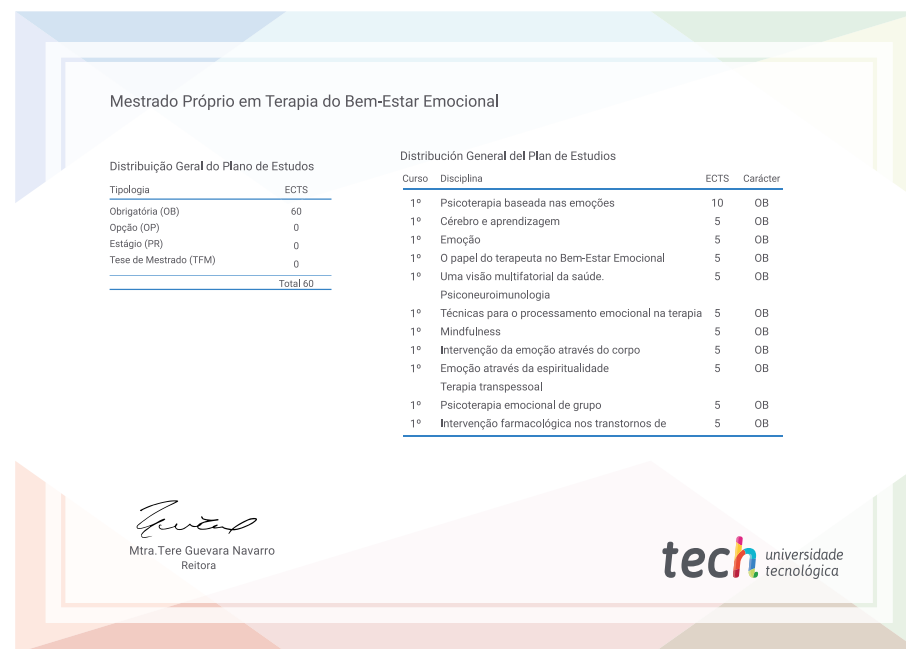 Mestrado Próprio em Terapia do Bem-Estar Emocional
Distribuição Geral do Plano de Estudos
Tipologia ECTS
Obrigatória (OB) 60
Opção (OP) 0
Estágio (PR) 0
Tese de Mestrado (TFM) 0
Total 60
Distribución General del Plan de Estudios
Curso Disciplina ECTS Carácter
1º Psicoterapia baseada nas emoções 10 OB
1º Cérebro e aprendizagem 5 OB
1º Emoção 5 OB
1º O papel do terapeuta no Bem-Estar Emocional 5 OB
1º Uma visão multifatorial da saúde. 5 OB
Psiconeuroimunologia
1º Técnicas para o processamento emocional na terapia 5 OB
1º Mindfulness 5 OB
1º Intervenção da emoção através do corpo 5 OB
1º Emoção através da espiritualidade 5 OB
Terapia transpessoal
1º Psicoterapia emocional de grupo 5 OB
1º Intervenção farmacológica nos transtornos de 5 OB
Mtra.Tere Guevara Navarro
Reitora
tech universidade
tecnológica